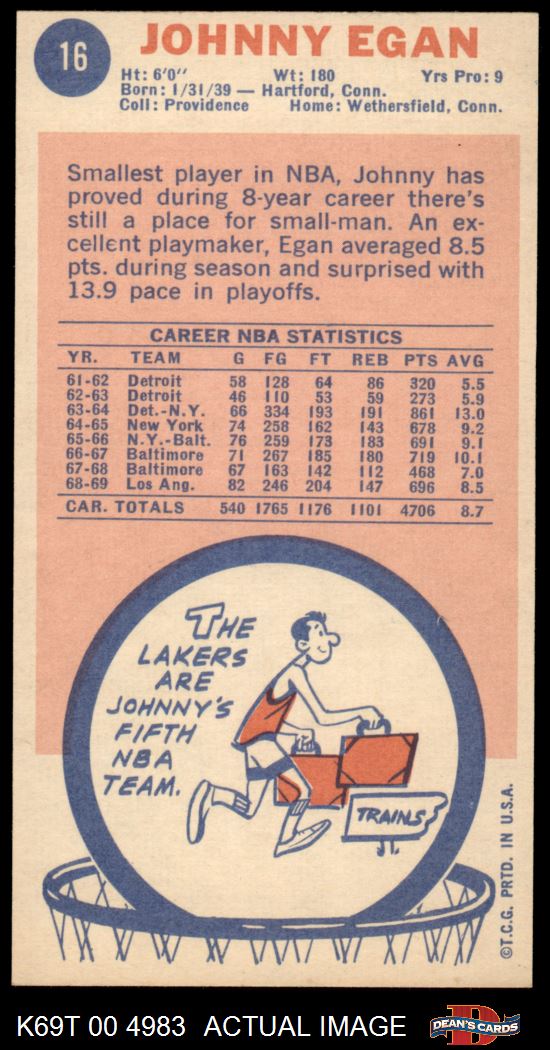 16
JOHNNY EGAN
Ht: 6'0" Wt: 180 Yrs Pro: 9
Born: 1/31/39 — Hartford, Conn.
Coll: Providence Home: Wethersfield, Conn.
Smallest player in NBA, Johnny has
proved during 8-year career there's
still a place for small-man. An ex-
cellent playmaker, Egan averaged 8.5
pts. during season and surprised with
13.9 pace in playoffs.
CAREER NBA STATISTICS
YR. TEAM G FG FT REB PTS AVG
61-62 Detroit 58 128 64 86 320 5.5
62-63 Detroit 46 110 53 59 273 5.9
63-64 Det.-N.Y. 66 334 193 191 861 13.0
64-65 New York 74 258 162 143 678 9.2
65-66 N.Y.-Balt. 76 259 173 183 691 9.1
66-67 Baltimore 71 267 185 180 719 10.1
67-68 Baltimore 67 163 142 112 468 7.0
68-69 Los Ang. 82 246 204 147 696 8.5
CAR. TOTALS 540 1765 1176 1101 4706 8.7
THE
LAKERS
ARE
JOHNNY'S
FIFTH
NBA
TEAM.
TRAINS
©T.C.G. PRTD. IN U.S.A.
K69T 00 4983 ACTUAL IMAGE
D
DEAN'S CARDS